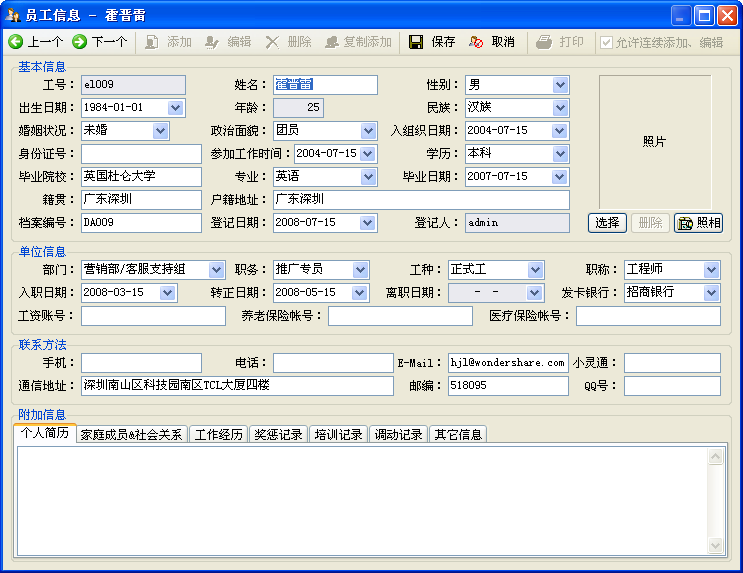 员工信息 - 霍晋雷
上一个 下一个 添加 编辑 删除 复制添加 保存 取消 打印 允许连续添加、编辑
基本信息
工号： el009 姓名： 霍晋雷 性别： 男
出生日期： 1984-01-01 年龄： 25 民族： 汉族
婚姻状况： 未婚 政治面貌： 团员 入组织日期： 2004-07-15
照片
身份证号： 参加工作时间： 2004-07-15 学历： 本科
毕业院校： 英国杜仑大学 专业： 英语 毕业日期： 2007-07-15
籍贯： 广东深圳 户籍地址： 广东深圳
档案编号： DA009 登记日期： 2008-07-15 登记人： admin 选择 删除 照相
单位信息
部门： 营销部/客服支持组 职务： 推广专员 工种： 正式工 职称： 工程师
入职日期： 2008-03-15 转正日期： 2008-05-15 离职日期： - - 发卡银行： 招商银行
工资账号： 养老保险帐号： 医疗保险帐号：
联系方法
手机： 电话： E-Mail： hjl@wondershare.com 小灵通：
通信地址： 深圳南山区科技园南区TCL大厦四楼 邮编： 518095 QQ号：
附加信息
个人简历 家庭成员&社会关系 工作经历 奖惩记录 培训记录 调动记录 其它信息